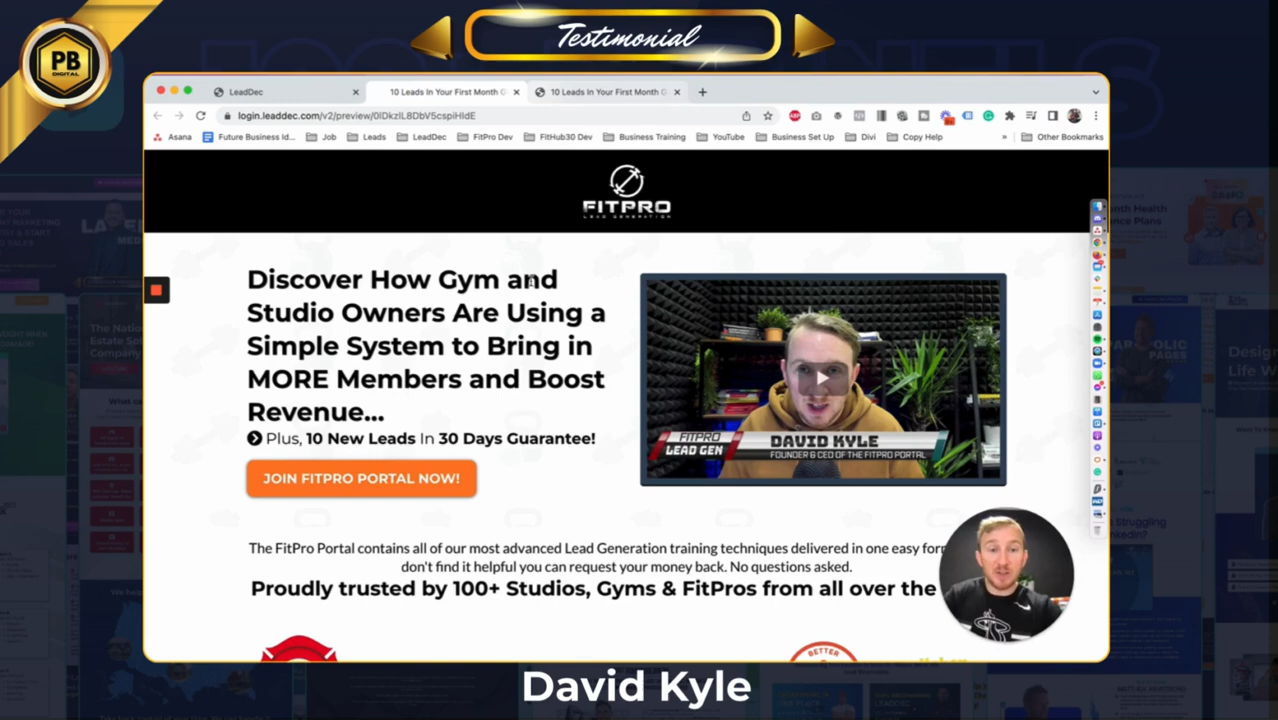 Testimonial
PB
DIGITAL
LeadDec
10 Leads In Your First Month G
10 Leads In Your First Month G
login.leaddec.com/v2/preview/
Asana
Future Business Id...
Job
Leads
LeadDec
FitPro Dev
FitHub30 Dev
Business Training
YouTube
Business Set Up
Divi
Copy Help
Other Bookmarks
FITPRO
LEAD GENERATION
Discover How Gym and
Studio Owners Are Using a
Simple System to Bring in
MORE Members and Boost
Revenue...
Plus, 10 New Leads In 30 Days Guarantee!
JOIN FITPRO PORTAL NOW!
FITPRO
LEAD GEN
DAVID KYLE
FOUNDER & CEO OF THE FITPRO PORTAL
The FitPro Portal contains all of our most advanced Lead Generation training techniques delivered in one easy
don't find it helpful you can request your money back. No questions asked.
Proudly trusted by 100+ Studios, Gyms & FitPros from all over the
BETTER
David Kyle